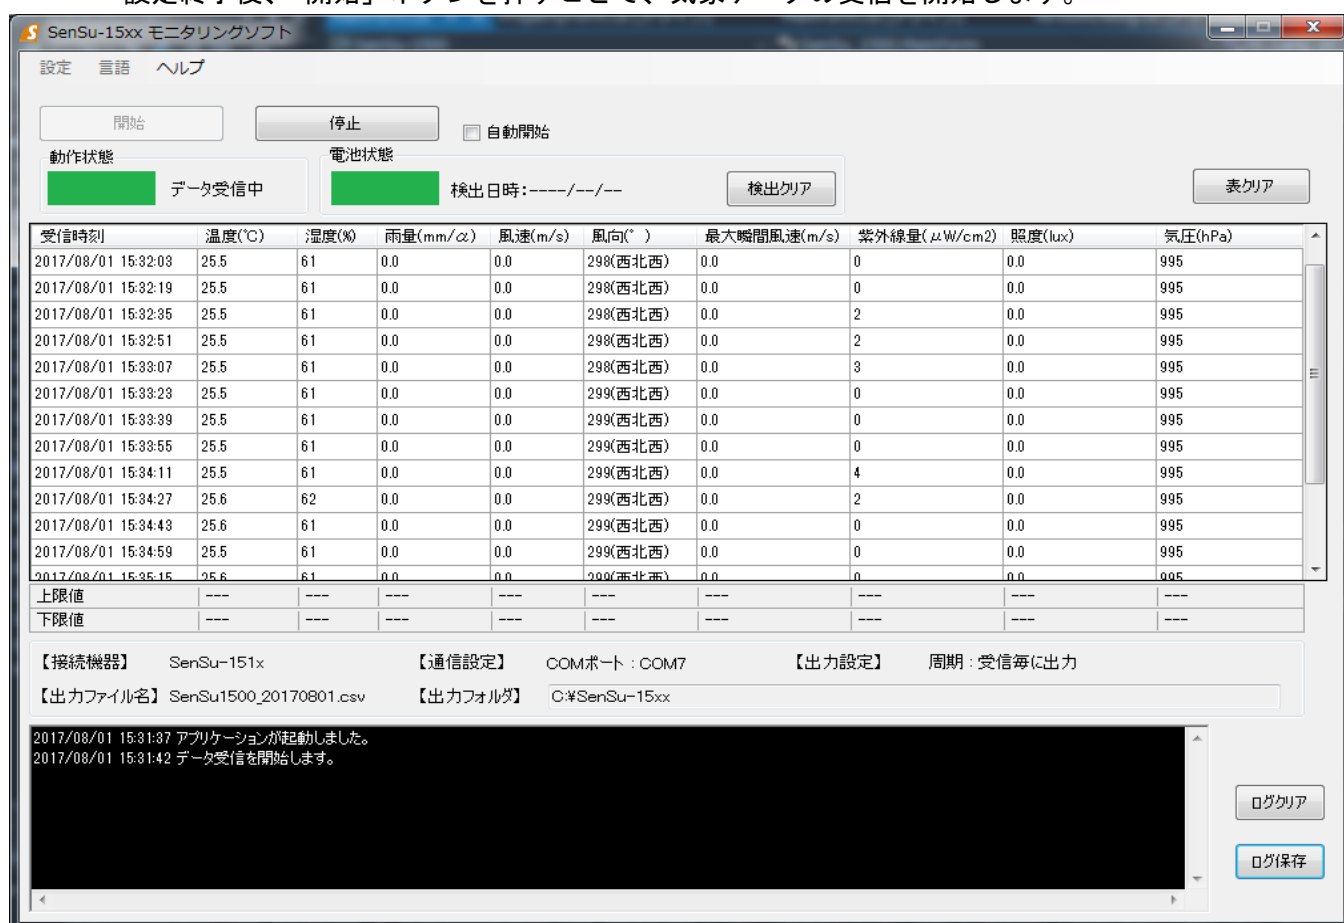 設定終了後、「開始」ボタンを押すことで、気象データの受信を開始します。
SenSu-15xx モニタリングソフト
設定 言語 ヘルプ
開始 停止 自動開始
動作状態 電池状態
データ受信中 検出日時:----/--/-- 検出クリア 表クリア
受信時刻 温度(℃) 湿度(%) 雨量(mm/α) 風速(m/s) 風向(°) 最大瞬間風速(m/s) 紫外線量(μW/cm2) 照度(lux) 気圧(hPa)
2017/08/01 15:32:03 25.5 61 0.0 0.0 298(西北西) 0.0 0 0.0 995
2017/08/01 15:32:19 25.5 61 0.0 0.0 298(西北西) 0.0 0 0.0 995
2017/08/01 15:32:35 25.5 61 0.0 0.0 298(西北西) 0.0 2 0.0 995
2017/08/01 15:32:51 25.5 61 0.0 0.0 298(西北西) 0.0 2 0.0 995
2017/08/01 15:33:07 25.5 61 0.0 0.0 298(西北西) 0.0 3 0.0 995
2017/08/01 15:33:23 25.5 61 0.0 0.0 299(西北西) 0.0 0 0.0 995
2017/08/01 15:33:39 25.5 61 0.0 0.0 299(西北西) 0.0 0 0.0 995
2017/08/01 15:33:55 25.5 61 0.0 0.0 299(西北西) 0.0 0 0.0 995
2017/08/01 15:34:11 25.5 61 0.0 0.0 299(西北西) 0.0 4 0.0 995
2017/08/01 15:34:27 25.6 62 0.0 0.0 299(西北西) 0.0 2 0.0 995
2017/08/01 15:34:43 25.6 61 0.0 0.0 299(西北西) 0.0 0 0.0 995
2017/08/01 15:34:59 25.5 61 0.0 0.0 299(西北西) 0.0 0 0.0 995
2017/08/01 15:35:15 25.6 61 0.0 0.0 299(西北西) 0.0 0 0.0 995
上限値 --- --- --- --- --- --- --- --- ---
下限値 --- --- --- --- --- --- --- --- ---
【接続機器】 SenSu-151x 【通信設定】 COMポート : COM7 【出力設定】 周期 : 受信毎に出力
【出力ファイル名】 SenSu1500_20170801.csv 【出力フォルダ】 C:¥SenSu-15xx
2017/08/01 15:31:37 アプリケーションが起動しました。
2017/08/01 15:31:42 データ受信を開始します。
ログクリア
ログ保存